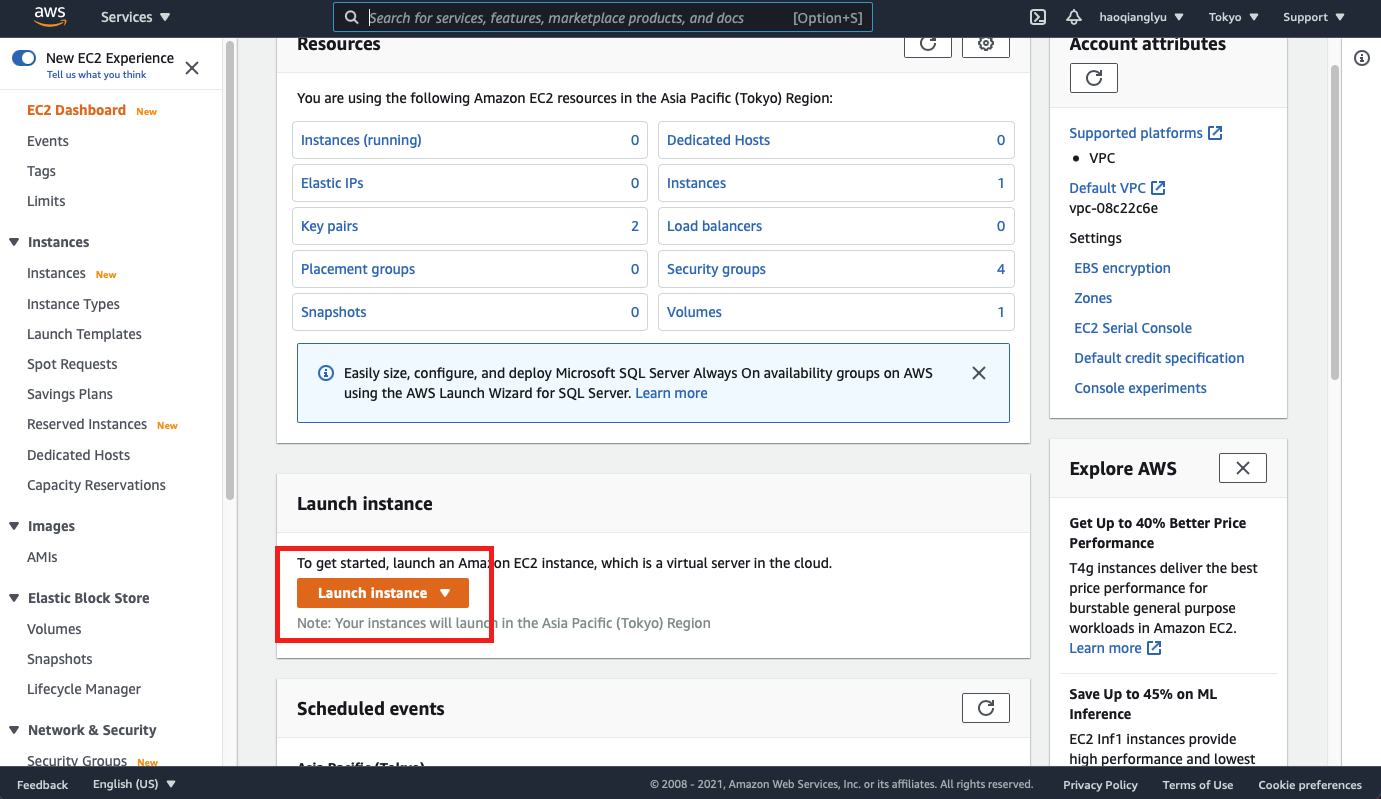 aws
Services
Search for services, features, marketplace products, and docs
[Option+S]
haoqianglyu
Tokyo
Support
New EC2 Experience
Tell us what you think
EC2 Dashboard New
Events
Tags
Limits
Instances
Instances New
Instance Types
Launch Templates
Spot Requests
Savings Plans
Reserved Instances New
Dedicated Hosts
Capacity Reservations
Images
AMIs
Elastic Block Store
Volumes
Snapshots
Lifecycle Manager
Network & Security
Security Groups New
Resources
You are using the following Amazon EC2 resources in the Asia Pacific (Tokyo) Region:
Instances (running) 0
Dedicated Hosts 0
Elastic IPs 0
Instances 1
Key pairs 2
Load balancers 0
Placement groups 0
Security groups 4
Snapshots 0
Volumes 1
Easily size, configure, and deploy Microsoft SQL Server Always On availability groups on AWS
using the AWS Launch Wizard for SQL Server. Learn more
Launch instance
To get started, launch an Amazon EC2 instance, which is a virtual server in the cloud.
Launch instance
Note: Your instances will launch in the Asia Pacific (Tokyo) Region
Scheduled events
Asia Pacific (Tokyo)
Account attributes
Supported platforms
• VPC
Default VPC
vpc-08c22c6e
Settings
EBS encryption
Zones
EC2 Serial Console
Default credit specification
Console experiments
Explore AWS
Get Up to 40% Better Price
Performance
T4g instances deliver the best
price performance for
burstable general purpose
workloads in Amazon EC2.
Learn more
Save Up to 45% on ML
Inference
EC2 Inf1 instances provide
high performance and lowest
Feedback
English (US)
© 2008 - 2021, Amazon Web Services, Inc. or its affiliates. All rights reserved.
Privacy Policy
Terms of Use
Cookie preferences